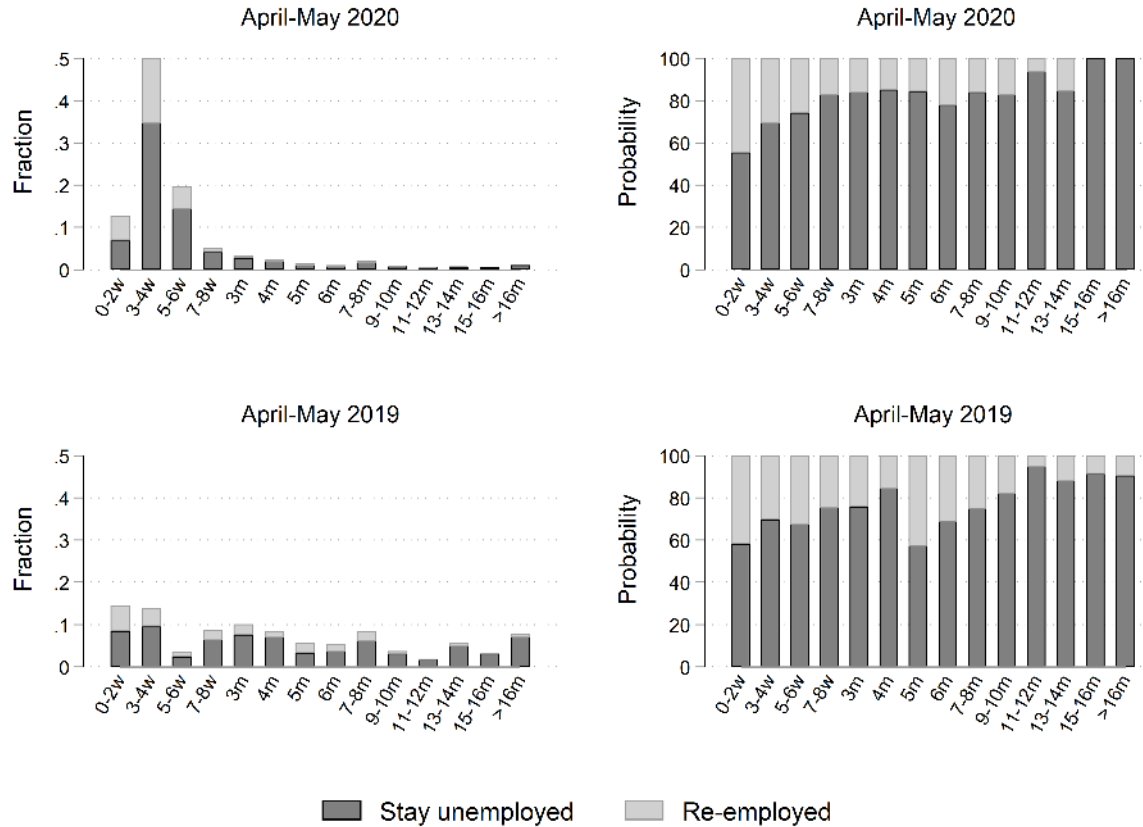 April-May 2020
Fraction
.5
.4
.3
.2
.1
0
0-2w
3-4w
5-6w
7-8w
3m
4m
5m
6m
7-8m
9-10m
11-12m
13-14m
15-16m
>16m
April-May 2020
Probability
100
80
60
40
20
0
0-2w
3-4w
5-6w
7-8w
3m
4m
5m
6m
7-8m
9-10m
11-12m
13-14m
15-16m
>16m
April-May 2019
Fraction
.5
.4
.3
.2
.1
0
0-2w
3-4w
5-6w
7-8w
3m
4m
5m
6m
7-8m
9-10m
11-12m
13-14m
15-16m
>16m
April-May 2019
Probability
100
80
60
40
20
0
0-2w
3-4w
5-6w
7-8w
3m
4m
5m
6m
7-8m
9-10m
11-12m
13-14m
15-16m
>16m
Stay unemployed
Re-employed